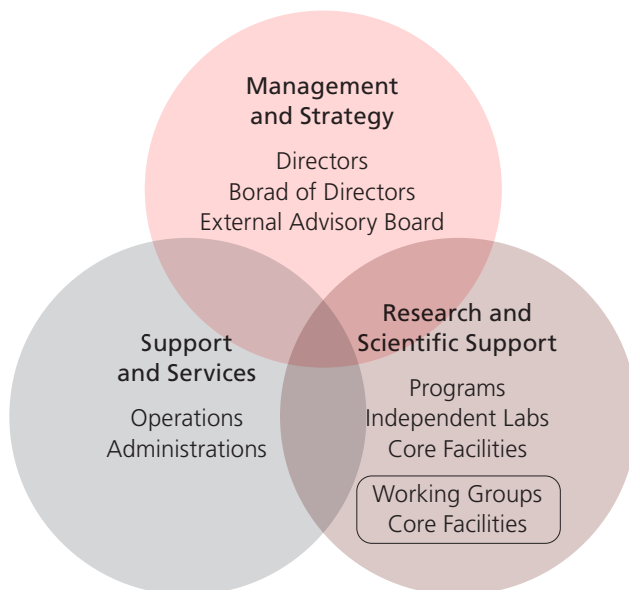 Management
and Strategy
Directors
Borad of Directors
External Advisory Board
Support
and Services
Operations
Administrations
Research and
Scientific Support
Programs
Independent Labs
Core Facilities
Working Groups
Core Facilities